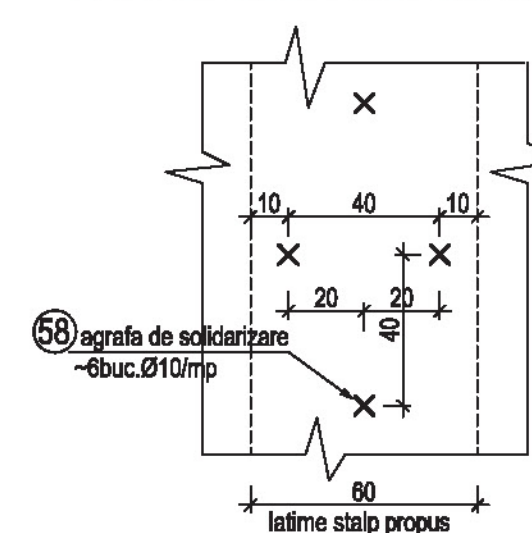 10 40 10
20 20
40
58 agrafa de solidarizare
~6buc.Ø10/mp
60
latime stalp propus